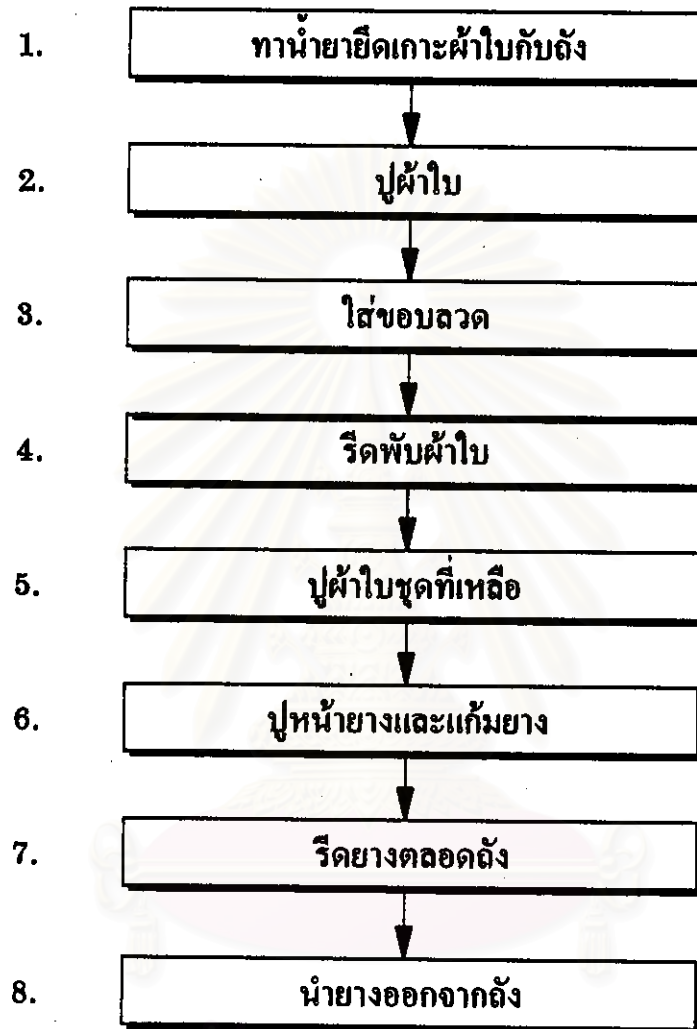 1. ทาน้ำยายึดเกาะผ้าใบกับถัง
2. ปูผ้าใบ
3. ใส่ขอบลวด
4. รีดพับผ้าใบ
5. ปูผ้าใบชุดที่เหลือ
6. ปูหน้ายางและแก้มยาง
7. รีดยางตลอดถัง
8. นำยางออกจากถัง